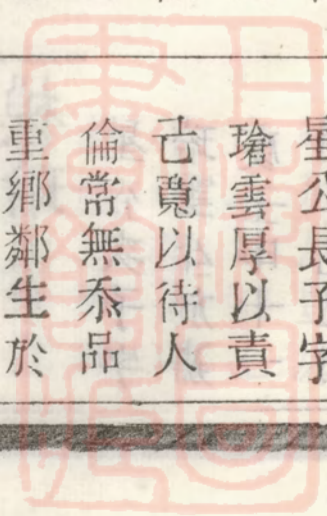 星公長子字
瑲雲厚以責
己寬以待人
倫常無忝品
重鄉鄰生於